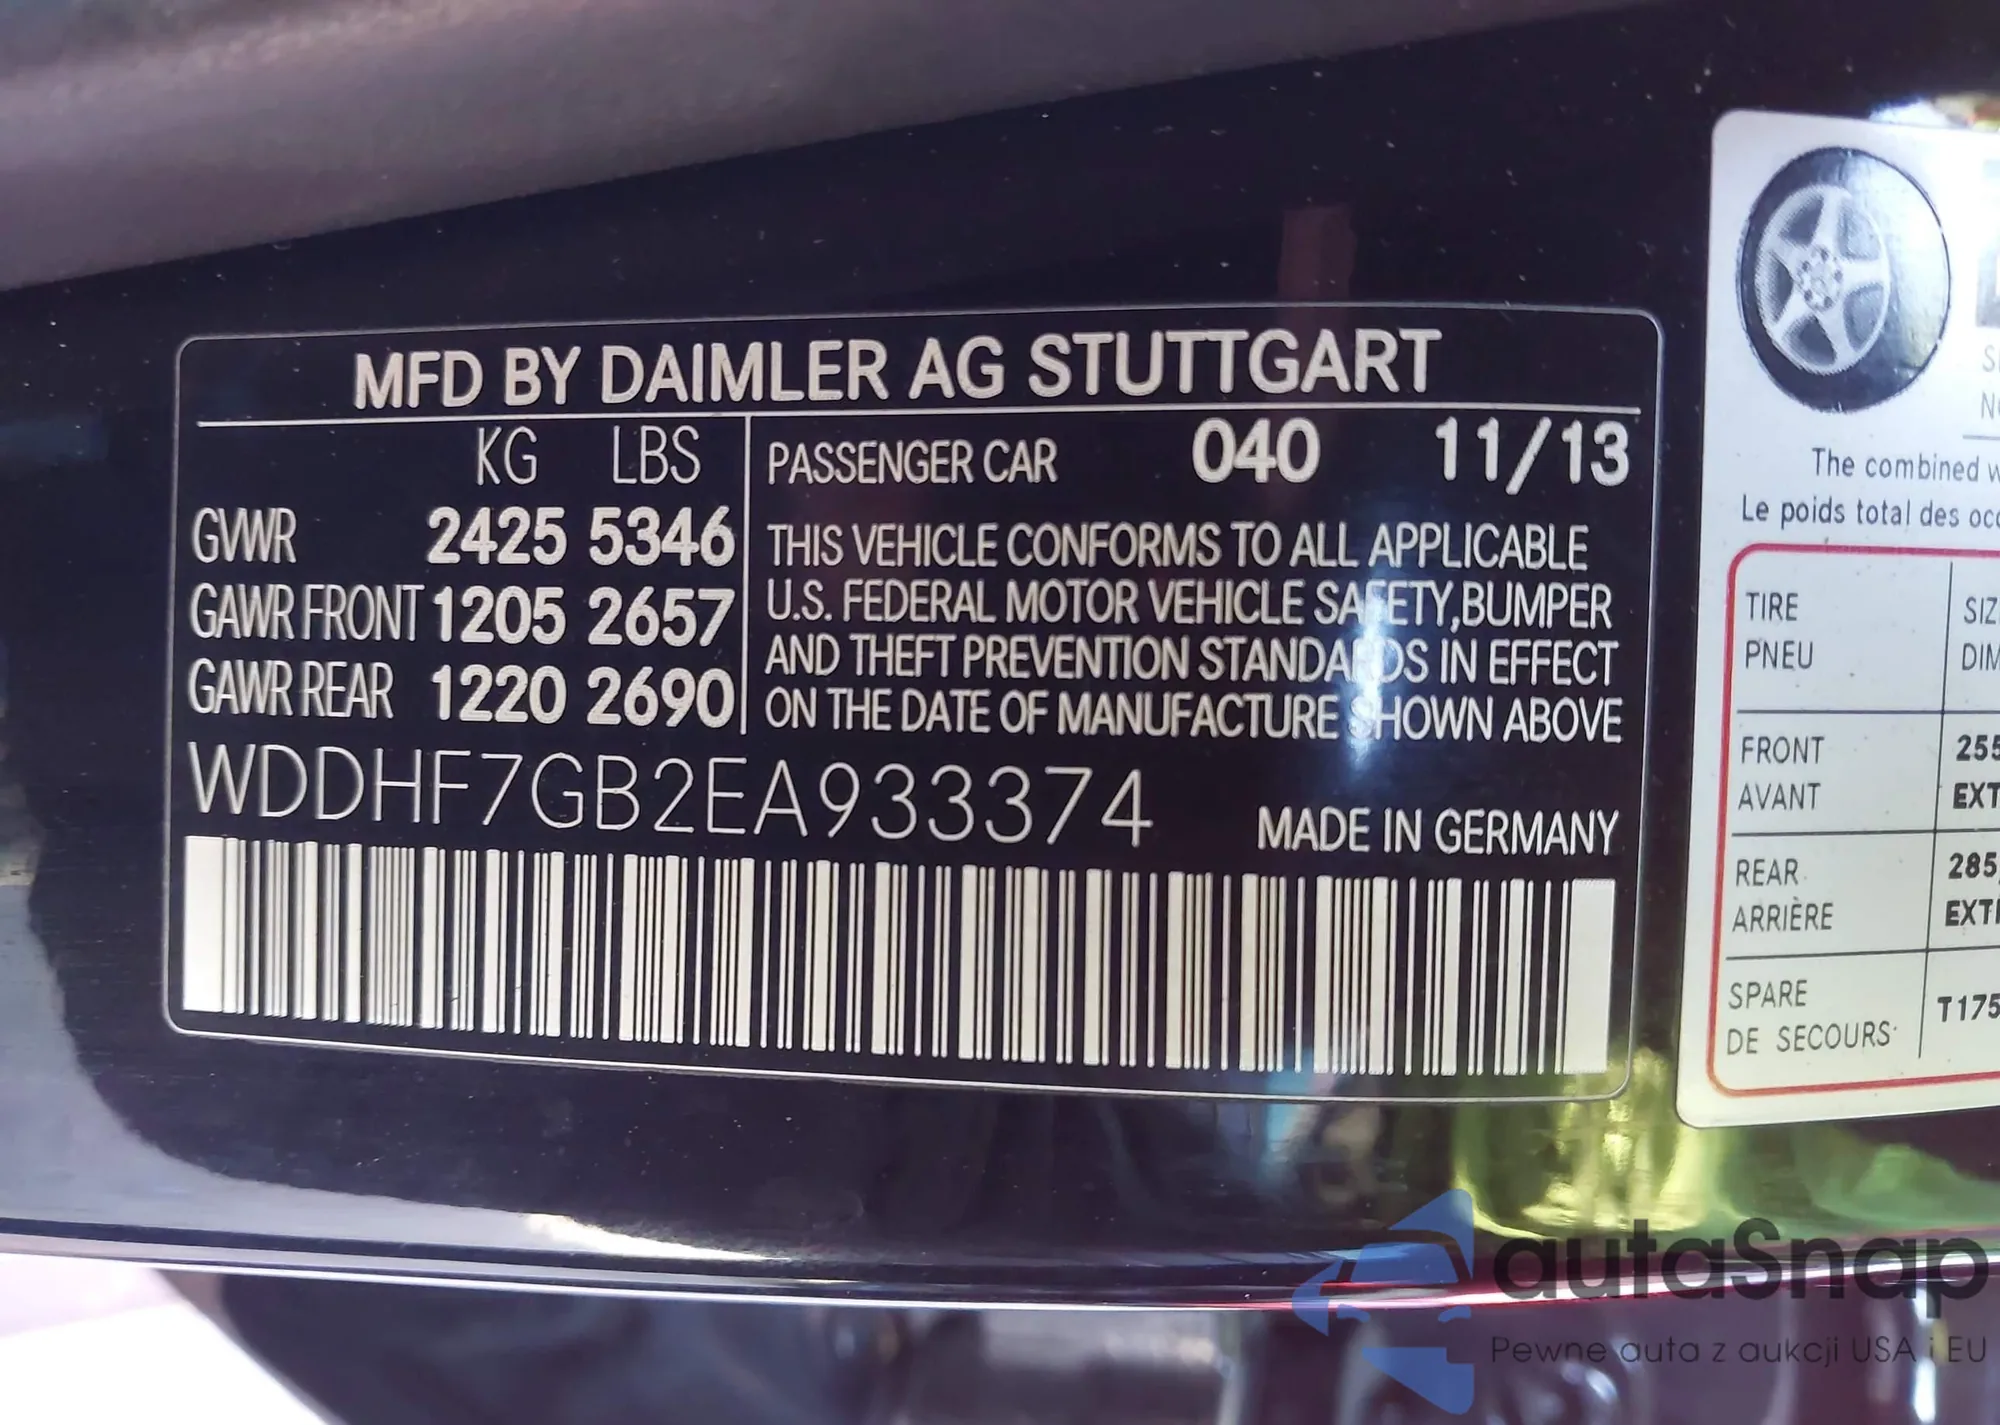 MFD BY DAIMLER AG STUTTGART
KG LBS
GVWR 2425 5346
GAWR FRONT 1205 2657
GAWR REAR 1220 2690
PASSENGER CAR 040 11/13
THIS VEHICLE CONFORMS TO ALL APPLICABLE
U.S. FEDERAL MOTOR VEHICLE SAFETY, BUMPER
AND THEFT PREVENTION STANDARDS IN EFFECT
ON THE DATE OF MANUFACTURE SHOWN ABOVE
WDDHF7GB2EA933374
MADE IN GERMANY
The combined
Le poids total des
TIRE
PNEU
FRONT 255
AVANT
REAR 285
ARRIÈRE
SPARE T175
DE SECOURS
autaSnap
Pewne auta z aukcji USA i EU